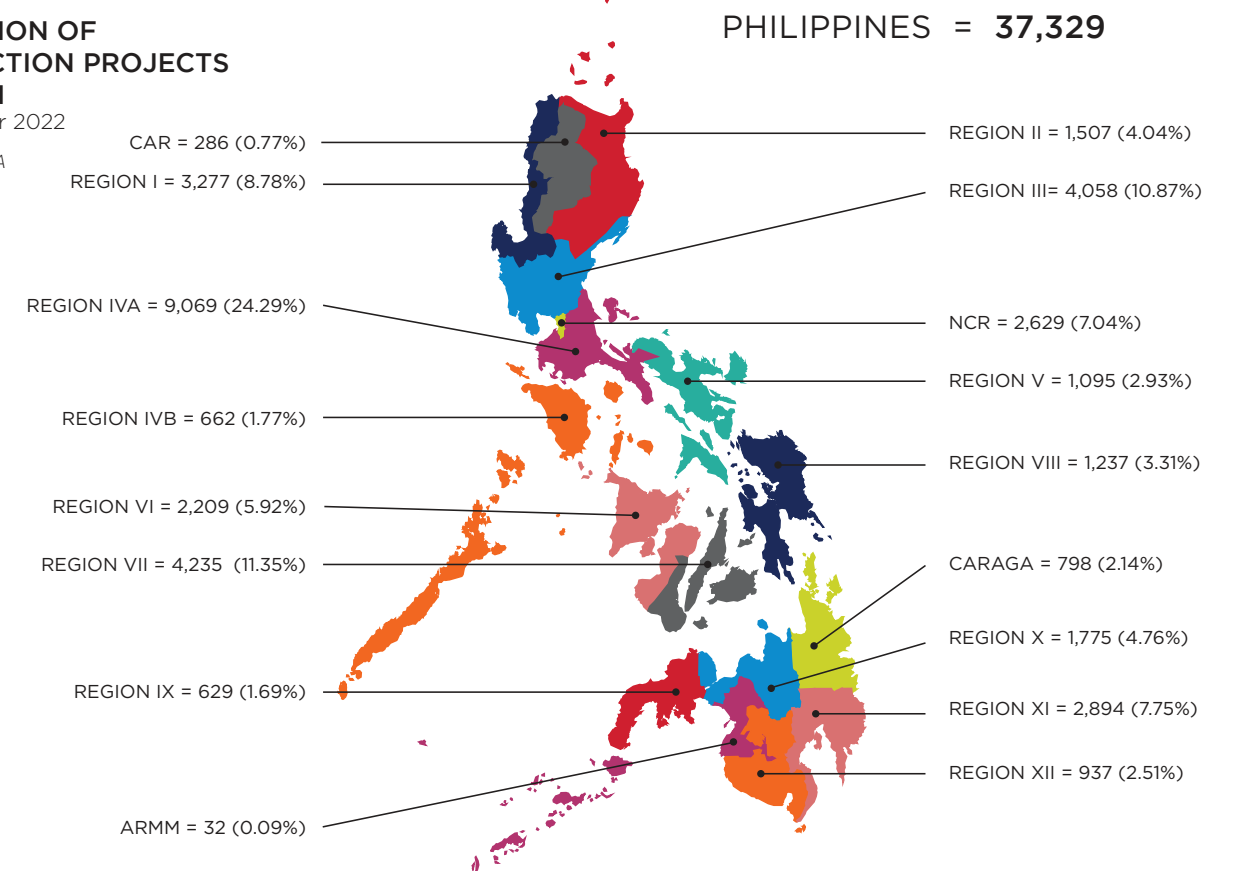 ION OF
CTION PROJECTS
r 2022
A
PHILIPPINES = 37,329
CAR = 286 (0.77%)
REGION I = 3,277 (8.78%)
REGION IVA = 9,069 (24.29%)
REGION IVB = 662 (1.77%)
REGION VI = 2,209 (5.92%)
REGION VII = 4,235 (11.35%)
REGION IX = 629 (1.69%)
ARMM = 32 (0.09%)
REGION II = 1,507 (4.04%)
REGION III= 4,058 (10.87%)
NCR = 2,629 (7.04%)
REGION V = 1,095 (2.93%)
REGION VIII = 1,237 (3.31%)
CARAGA = 798 (2.14%)
REGION X = 1,775 (4.76%)
REGION XI = 2,894 (7.75%)
REGION XII = 937 (2.51%)